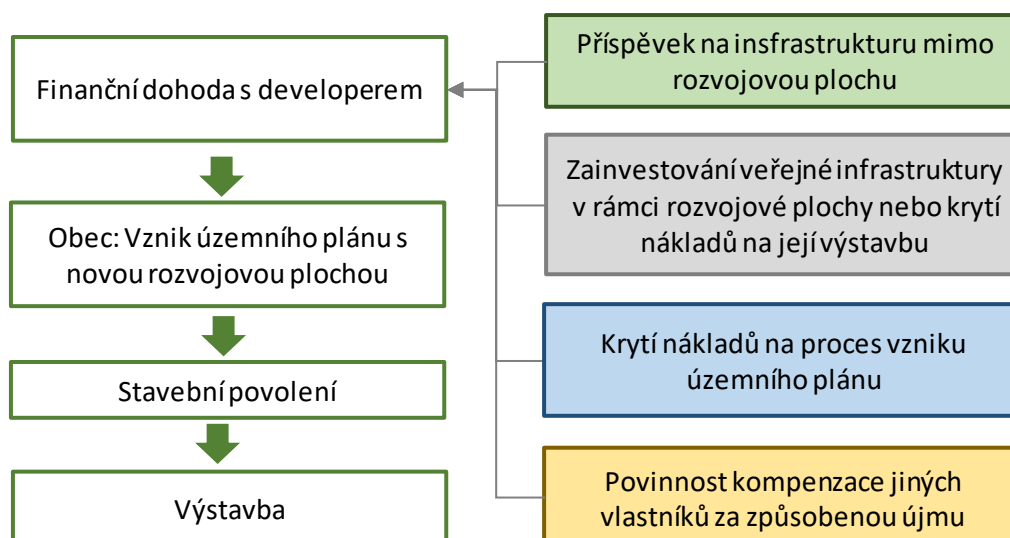 Finanční dohoda s developerem
Obec: Vznik územního plánu s
novou rozvojovou plochou
Stavební povolení
Výstavba
Příspěvek na insfrastrukturu mimo
rozvojovou plochu
Zainvestování veřejné infrastruktury
v rámci rozvojové plochy nebo krytí
nákladů na její výstavbu
Krytí nákladů na proces vzniku
územního plánu
Povinnost kompenzace jiných
vlastníků za způsobenou újmu